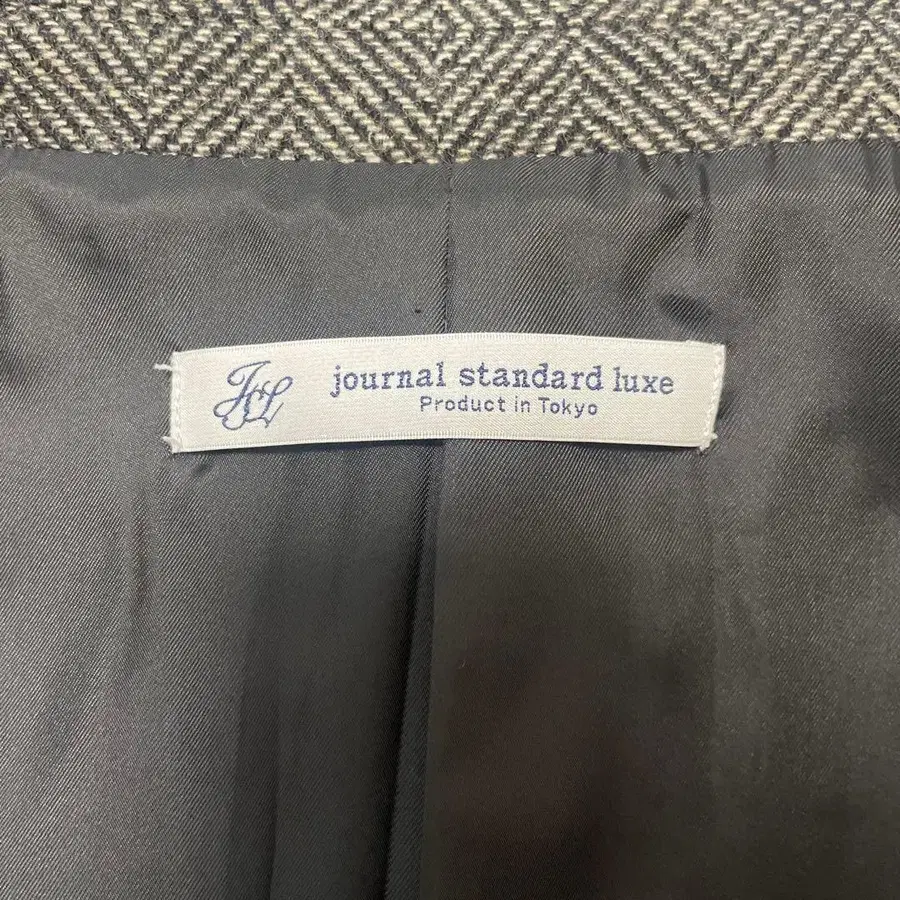 JSL
journal standard luxe
Product in Tokyo